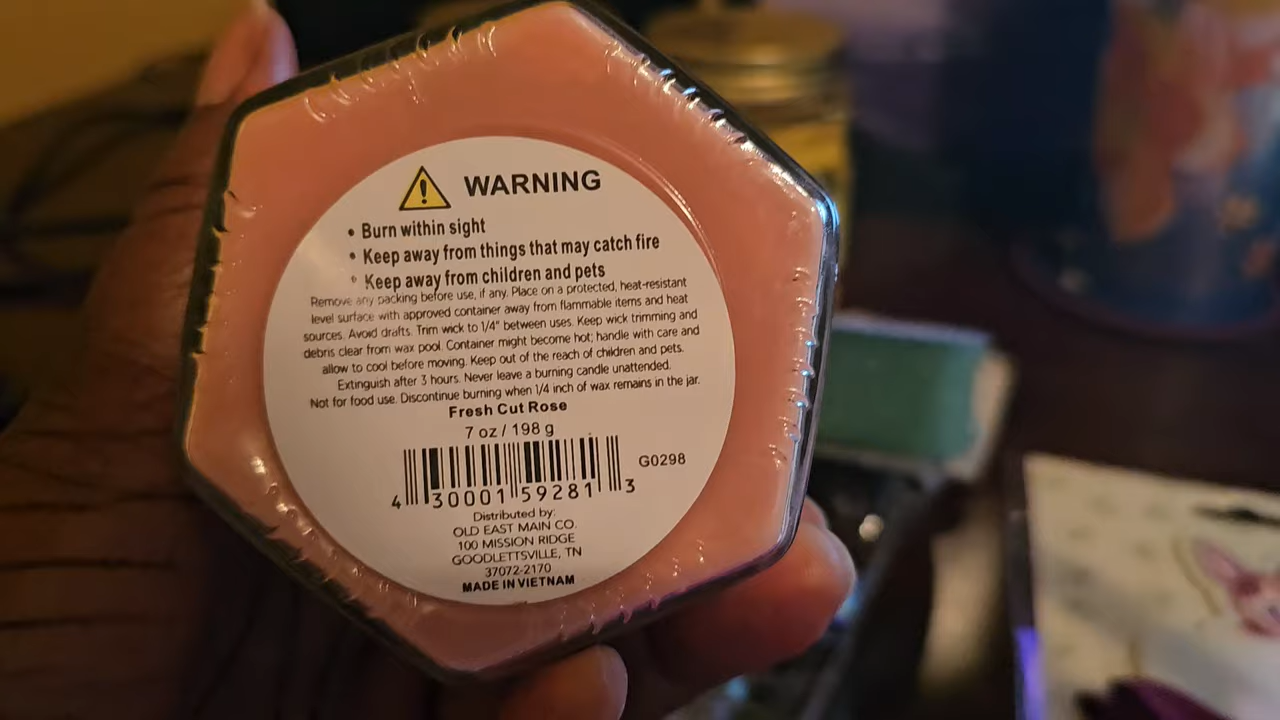 WARNING
• Burn within sight
• Keep away from things that may catch fire
• Keep away from children and pets
Remove any packing before use, if any. Place on a protected, heat-resistant
level surface with approved container away from flammable items and heat
sources. Avoid drafts. Trim wick to 1/4" between uses. Keep wick trimming and
debris clear from wax pool. Container might become hot; handle with care and
allow to cool before moving. Keep out of the reach of children and pets.
Extinguish after 3 hours. Never leave a burning candle unattended.
Not for food use. Discontinue burning when 1/4 inch of wax remains in the jar.
Fresh Cut Rose
7 oz / 198 g
G0298
4 30001 59281 3
Distributed by:
OLD EAST MAIN CO.
100 MISSION RIDGE
GOODLETTSVILLE, TN
37072-2170
MADE IN VIETNAM